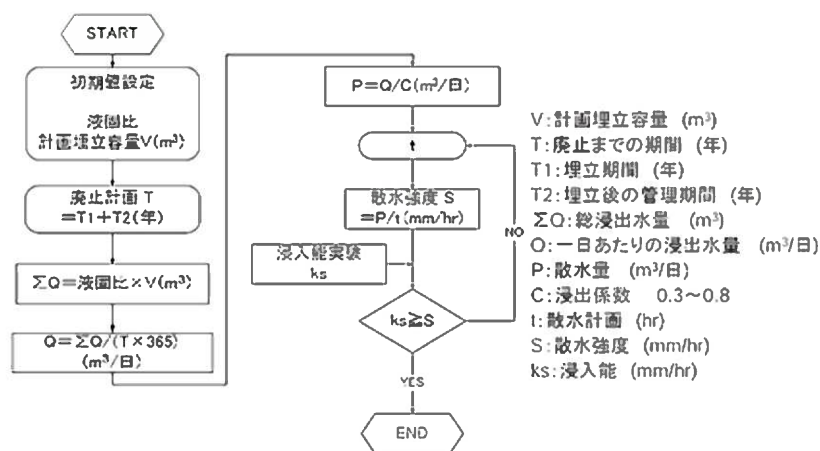 START
初期値設定
液固比
計画埋立容量V(m³)
廃止計画 T
=T1+T2(年)
ΣQ=液固比×V(m³)
Q=ΣQ/(T×365)
(m³/日)
P=Q/C(m³/日)
t
散水強度 S
=P/t(mm/hr)
浸入能実験
ks
ks≧S
NO
YES
END
V:計画埋立容量 (m³)
T:廃止までの期間 (年)
T1:埋立期間 (年)
T2:埋立後の管理期間 (年)
ΣQ:総浸出水量 (m³)
Q:一日あたりの浸出水量 (m³/日)
P:散水量 (m³/日)
C:浸出係数 0.3~0.8
t:散水計画 (hr)
S:散水強度 (mm/hr)
ks:浸入能 (mm/hr)